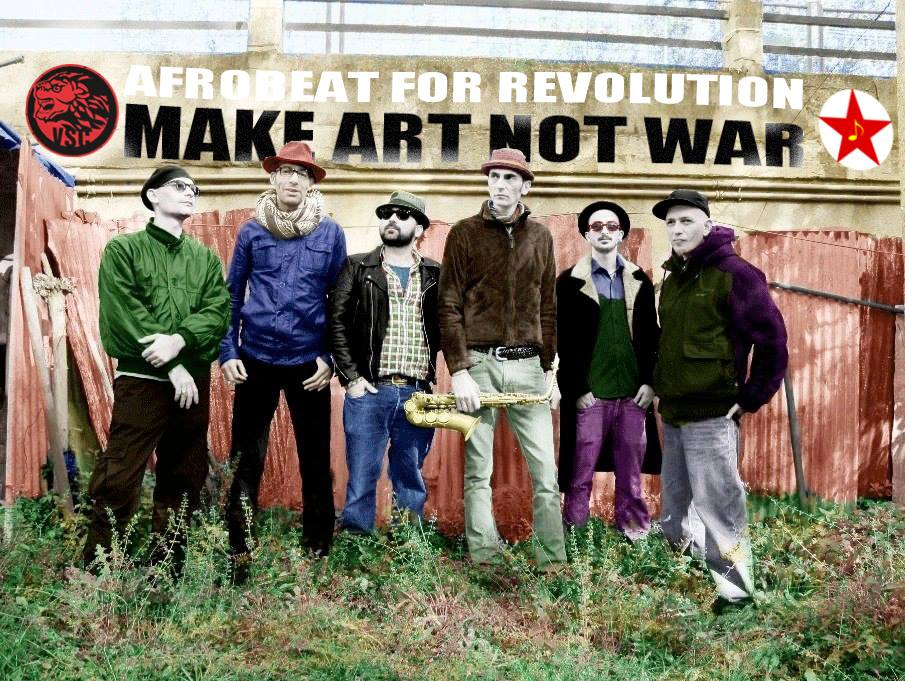 AFROBEAT FOR REVOLUTION
MAKE ART NOT WAR